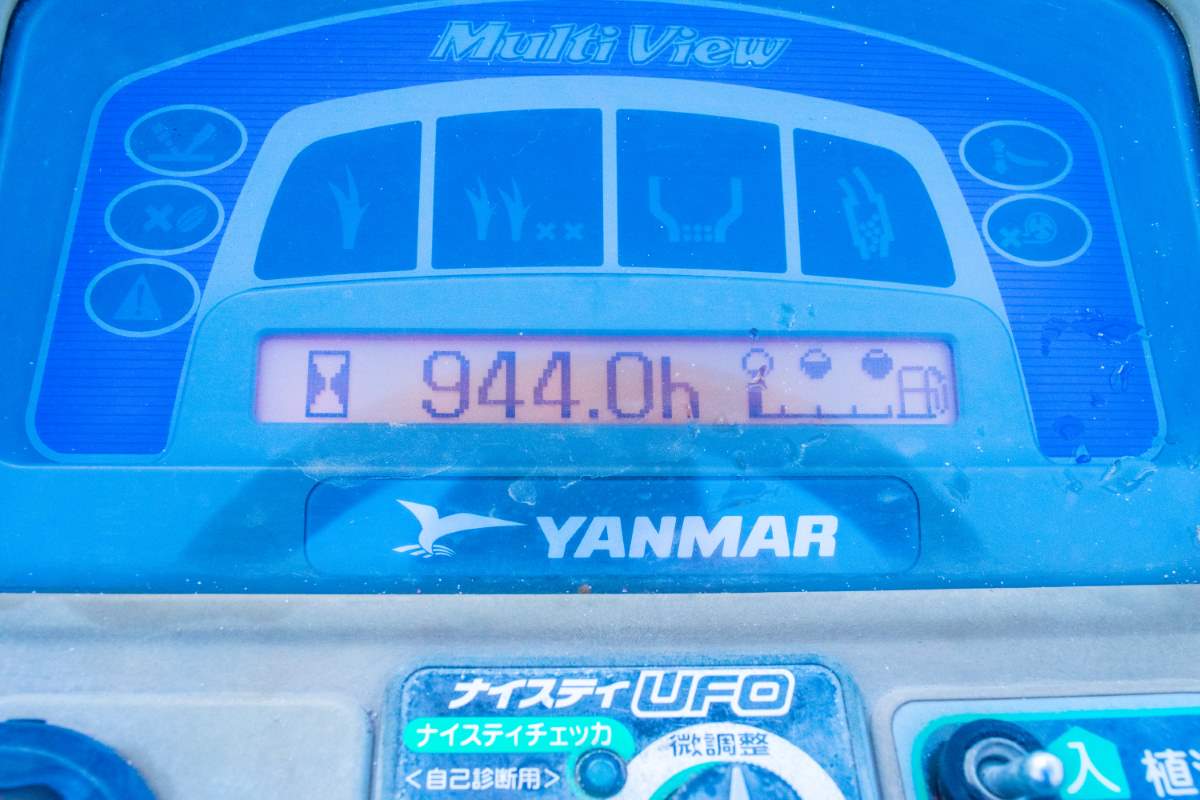 Multi View
944.0h
YANMAR
ナイスティUFO
ナイスティチェッカ
<自己診断用>
微調整
入
植